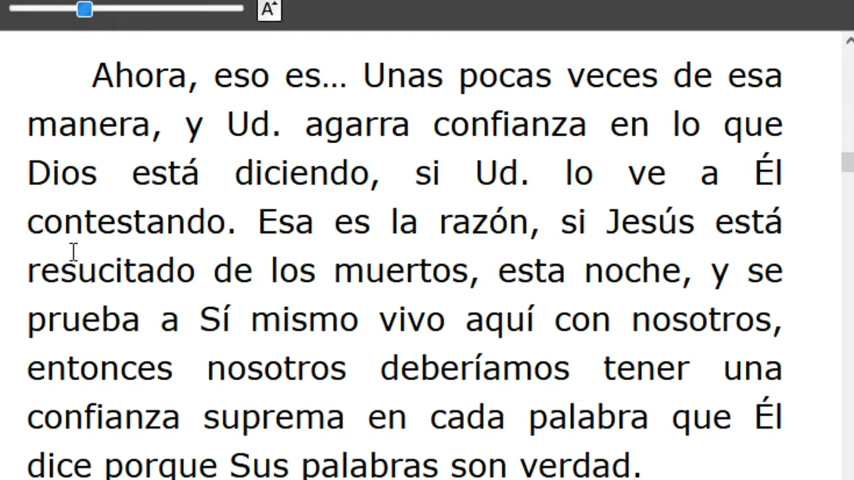 A
Ahora, eso es… Unas pocas veces de esa
manera, y Ud. agarra confianza en lo que
Dios está diciendo, si Ud. lo ve a Él
contestando. Esa es la razón, si Jesús está
resucitado de los muertos, esta noche, y se
prueba a Sí mismo vivo aquí con nosotros,
entonces nosotros deberíamos tener una
confianza suprema en cada palabra que Él
dice porque Sus palabras son verdad.